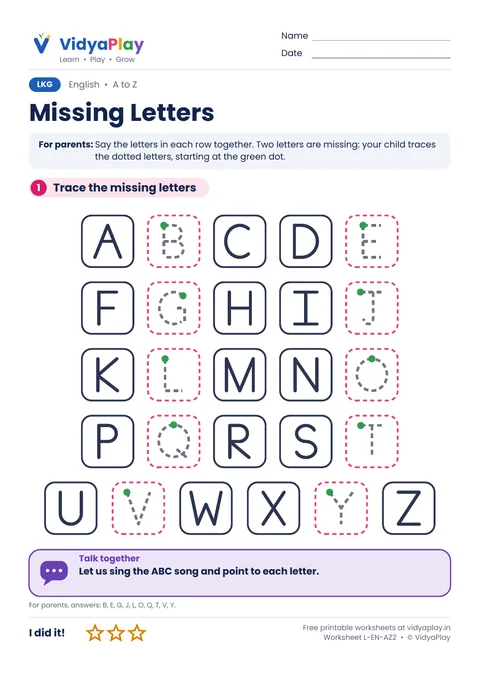 VidyaPlay
Learn • Play • Grow
Name
Date
LKG English • A to Z
Missing Letters
For parents: Say the letters in each row together. Two letters are missing: your child traces
the dotted letters, starting at the green dot.
1 Trace the missing letters
A B C D E
F G H I J
K L M N O
P Q R S T
U V W X Y Z
Talk together
Let us sing the ABC song and point to each letter.
For parents, answers: B, E, G, J, L, O, Q, T, V, Y.
I did it!
Free printable worksheets at vidyaplay.in
Worksheet L-EN-AZ2 • © VidyaPlay